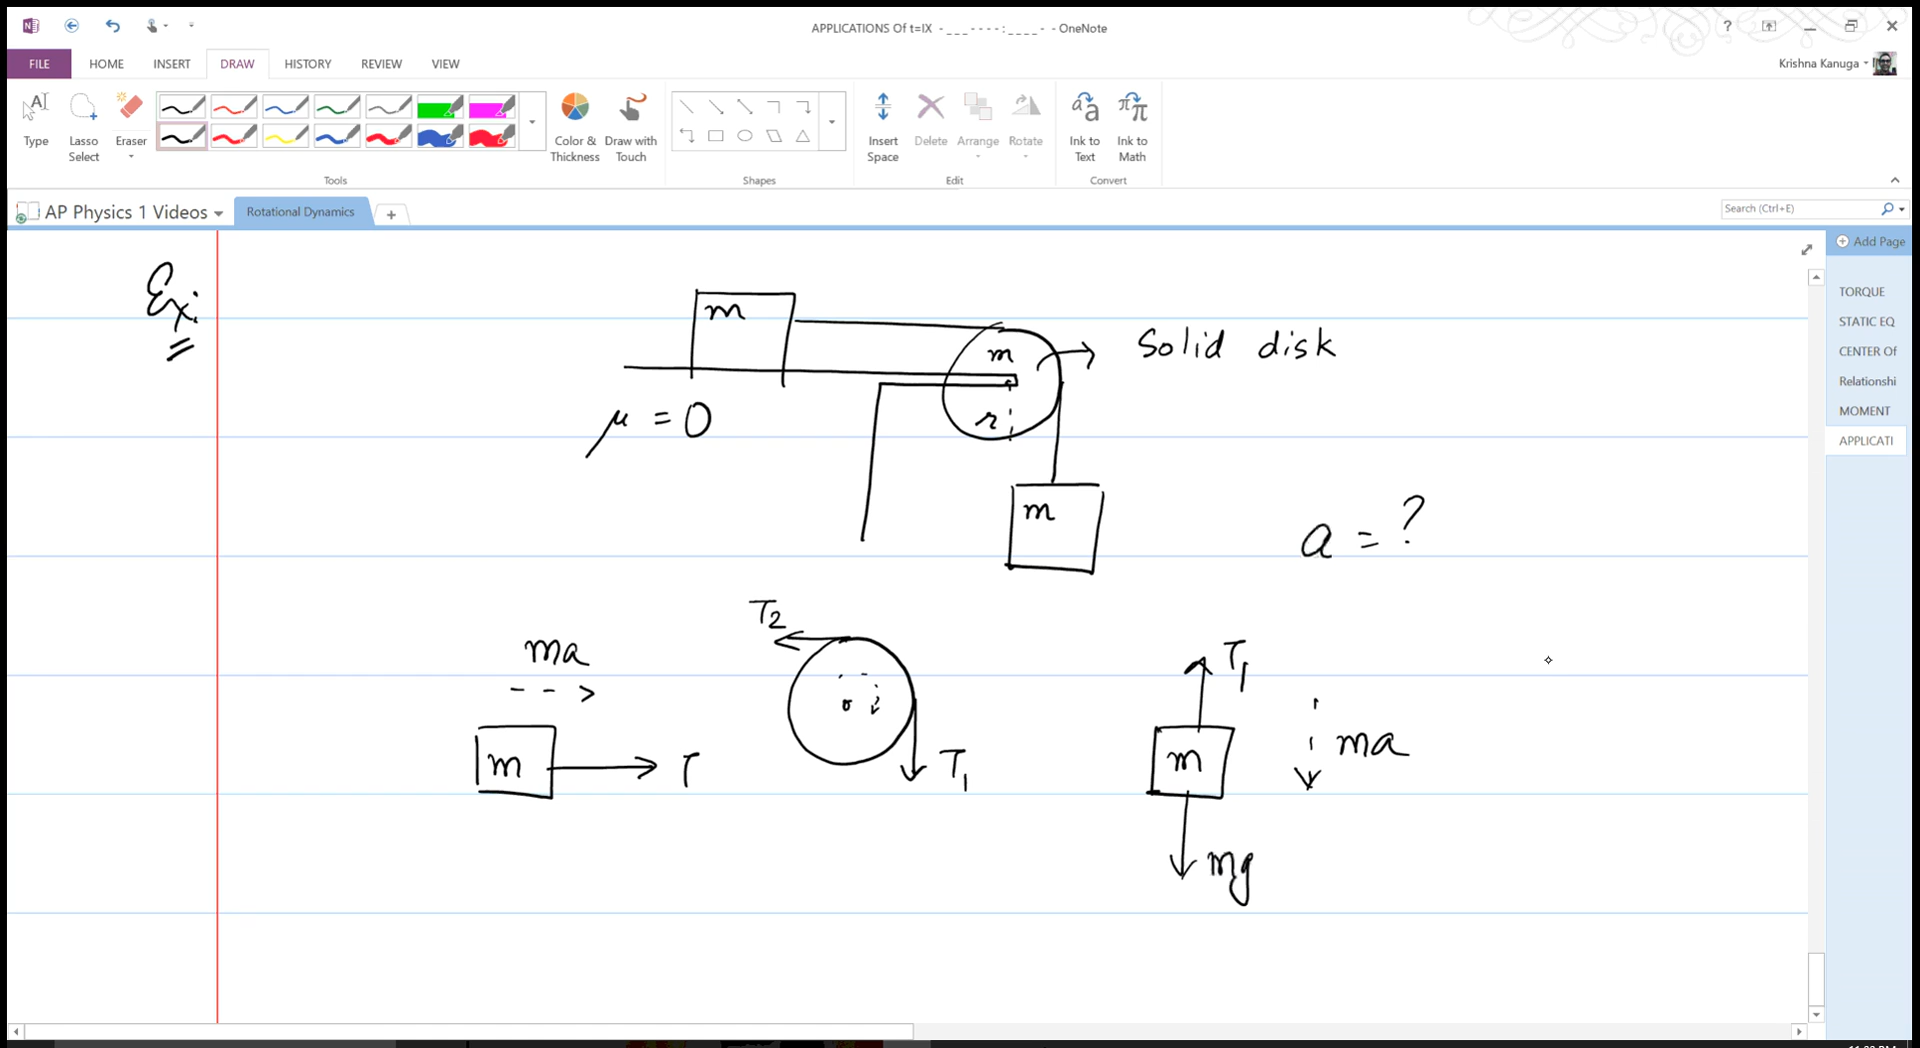 APPLICATIONS Of t=IX - _ _ _ - - - - : _ _ _ _ - - OneNote
FILE HOME INSERT DRAW HISTORY REVIEW VIEW
Krishna Kanuga
Type
Lasso Select
Eraser
Color & Thickness
Draw with Touch
Insert Space
Delete
Arrange
Rotate
Ink to Text
Ink to Math
Tools Shapes Edit Convert
AP Physics 1 Videos
Rotational Dynamics
Search (Ctrl+E)
Add Page
TORQUE
STATIC EQ
CENTER Of
Relationshi
MOMENT
APPLICATI
Ex:
m
m
Solid disk
μ = 0
r
m
a = ?
T2
ma
T1
m
T
T1
m
ma
mg